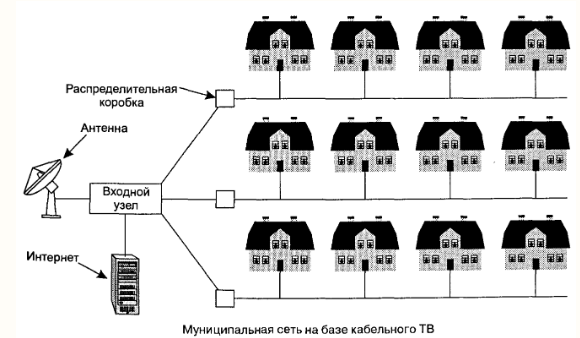 Распределительная
коробка
Антенна
Входной
узел
Интернет
Муниципальная сеть на базе кабельного ТВ